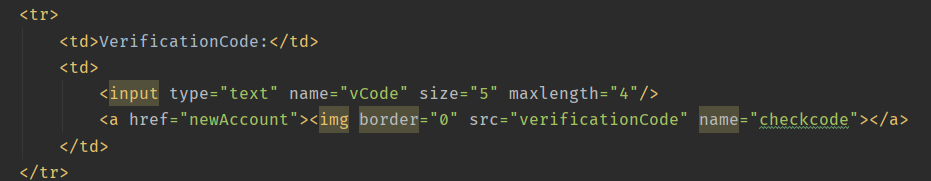 <tr>
<td>VerificationCode:</td>
<td>
<input type="text" name="vCode" size="5" maxlength="4"/>
<a href="newAccount"><img border="0" src="verificationCode" name="checkcode"></a>
</td>
</tr>